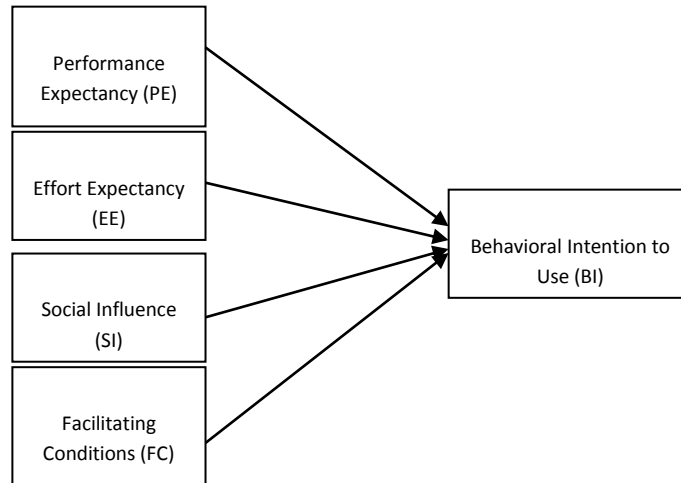 Performance
Expectancy (PE)
Effort Expectancy
(EE)
Social Influence
(SI)
Facilitating
Conditions (FC)
Behavioral Intention to
Use (BI)